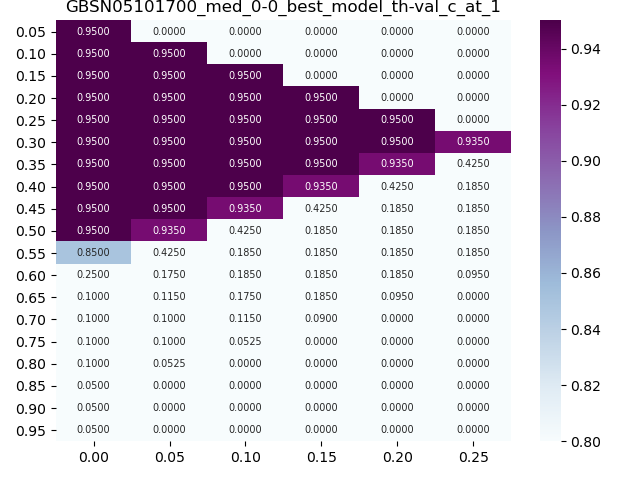 GBSN05101700_med_0-0_best_model_th-val_c_at_1
0.05 0.9500 0.0000 0.0000 0.0000 0.0000 0.0000
0.10 0.9500 0.9500 0.0000 0.0000 0.0000 0.0000
0.15 0.9500 0.9500 0.9500 0.0000 0.0000 0.0000
0.20 0.9500 0.9500 0.9500 0.9500 0.0000 0.0000
0.25 0.9500 0.9500 0.9500 0.9500 0.9500 0.0000
0.30 0.9500 0.9500 0.9500 0.9500 0.9500 0.9350
0.35 0.9500 0.9500 0.9500 0.9500 0.9350 0.4250
0.40 0.9500 0.9500 0.9500 0.9350 0.4250 0.1850
0.45 0.9500 0.9500 0.9350 0.4250 0.1850 0.1850
0.50 0.9500 0.9350 0.4250 0.1850 0.1850 0.1850
0.55 0.8500 0.4250 0.1850 0.1850 0.1850 0.1850
0.60 0.2500 0.1750 0.1850 0.1850 0.1850 0.0950
0.65 0.1000 0.1150 0.1750 0.1850 0.0950 0.0000
0.70 0.1000 0.1000 0.1150 0.0900 0.0000 0.0000
0.75 0.1000 0.1000 0.0525 0.0000 0.0000 0.0000
0.80 0.1000 0.0525 0.0000 0.0000 0.0000 0.0000
0.85 0.0500 0.0000 0.0000 0.0000 0.0000 0.0000
0.90 0.0500 0.0000 0.0000 0.0000 0.0000 0.0000
0.95 0.0500 0.0000 0.0000 0.0000 0.0000 0.0000
0.00 0.05 0.10 0.15 0.20 0.25
0.94
0.92
0.90
0.88
0.86
0.84
0.82
0.80